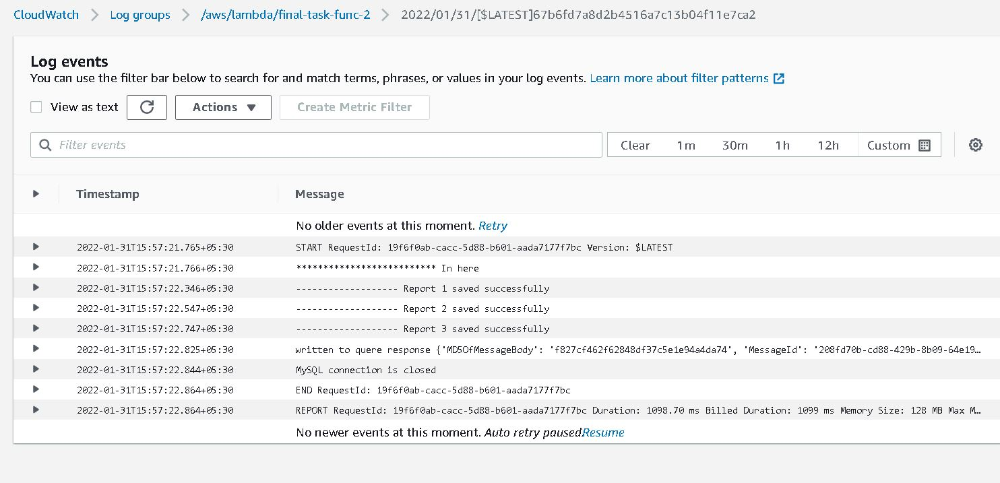 CloudWatch Log groups /aws/lambda/final-task-func-2 2022/01/31/[$LATEST]67b6fd7a8d2b4516a7c13b04f11e7ca2
Log events
You can use the filter bar below to search for and match terms, phrases, or values in your log events. Learn more about filter patterns
View as text Actions Create Metric Filter
Filter events Clear 1m 30m 1h 12h Custom
Timestamp Message
No older events at this moment. Retry
2022-01-31T15:57:21.765+05:30 START RequestId: 19f6f0ab-cacc-5d88-b601-aada7177f7bc Version: $LATEST
2022-01-31T15:57:21.766+05:30 ************************** In here
2022-01-31T15:57:22.346+05:30 ------------------- Report 1 saved successfully
2022-01-31T15:57:22.547+05:30 ------------------- Report 2 saved successfully
2022-01-31T15:57:22.747+05:30 ------------------- Report 3 saved successfully
2022-01-31T15:57:22.825+05:30 written to quere response {'MD5OfMessageBody': 'f827cf462f62848df37c5e1e94a4da74', 'MessageId': '208fd70b-cd88-429b-8b09-64e19…
2022-01-31T15:57:22.844+05:30 MySQL connection is closed
2022-01-31T15:57:22.864+05:30 END RequestId: 19f6f0ab-cacc-5d88-b601-aada7177f7bc
2022-01-31T15:57:22.864+05:30 REPORT RequestId: 19f6f0ab-cacc-5d88-b601-aada7177f7bc Duration: 1098.70 ms Billed Duration: 1099 ms Memory Size: 128 MB Max M…
No newer events at this moment. Auto retry paused. Resume